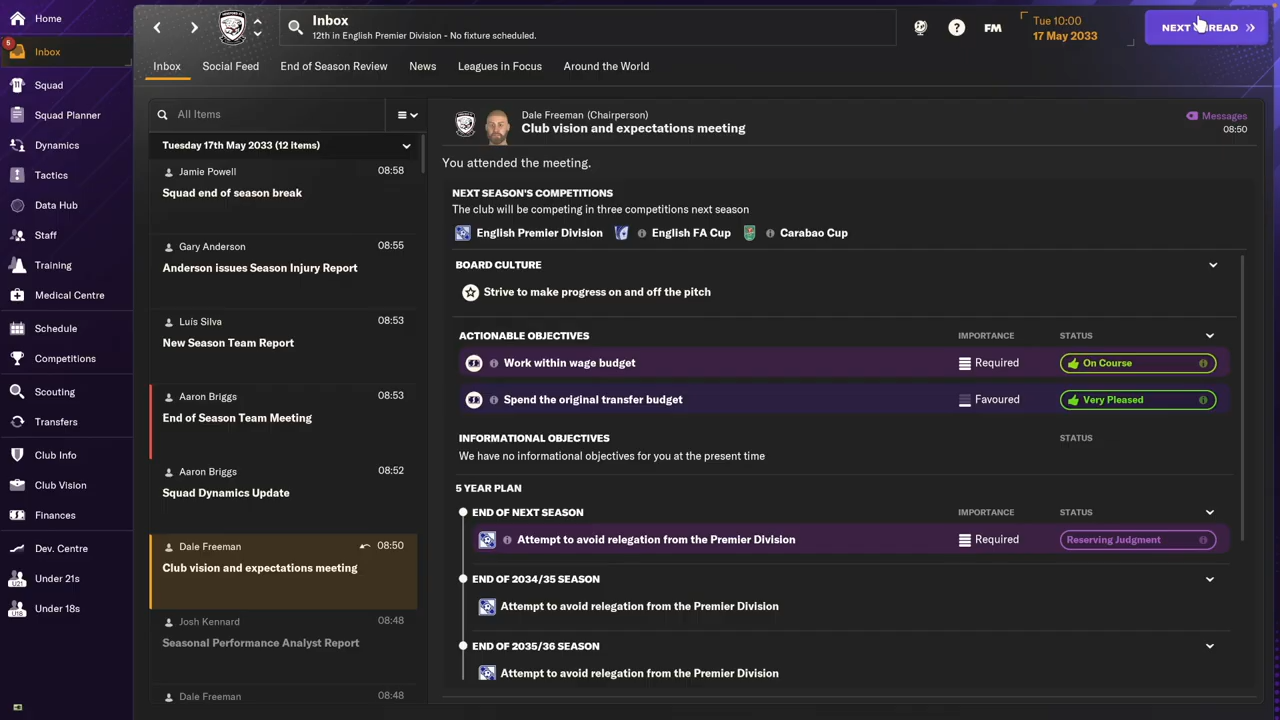 Home
5
Inbox
Squad
Squad Planner
Dynamics
Tactics
Data Hub
Staff
Training
Medical Centre
Schedule
Competitions
Scouting
Transfers
Club Info
Club Vision
Finances
Dev. Centre
U21
Under 21s
U18
Under 18s
Inbox
12th in English Premier Division - No fixture scheduled.
FM
Tue 10:00
17 May 2033
Inbox
Social Feed
End of Season Review
News
Leagues in Focus
Around the World
All Items
Tuesday 17th May 2033 (12 items)
Jamie Powell 08:58
Squad end of season break
Gary Anderson 08:55
Anderson issues Season Injury Report
Luís Silva 08:53
New Season Team Report
Aaron Briggs 08:53
End of Season Team Meeting
Aaron Briggs 08:52
Squad Dynamics Update
Dale Freeman 08:50
Club vision and expectations meeting
Josh Kennard 08:48
Seasonal Performance Analyst Report
Dale Freeman 08:48
Dale Freeman (Chairperson)
Club vision and expectations meeting
Messages
08:50
You attended the meeting.
NEXT SEASON'S COMPETITIONS
The club will be competing in three competitions next season
English Premier Division English FA Cup Carabao Cup
BOARD CULTURE
Strive to make progress on and off the pitch
ACTIONABLE OBJECTIVES IMPORTANCE STATUS
Work within wage budget Required On Course
Spend the original transfer budget Favoured Very Pleased
INFORMATIONAL OBJECTIVES STATUS
We have no informational objectives for you at the present time
5 YEAR PLAN
END OF NEXT SEASON IMPORTANCE STATUS
Attempt to avoid relegation from the Premier Division Required Reserving Judgment
END OF 2034/35 SEASON
Attempt to avoid relegation from the Premier Division
END OF 2035/36 SEASON
Attempt to avoid relegation from the Premier Division